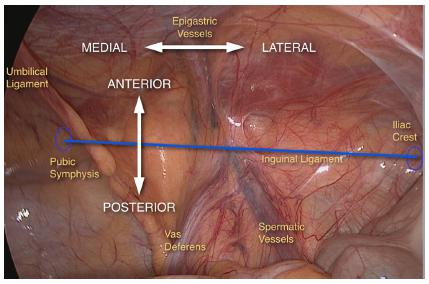 Epigastric
Vessels
MEDIAL
LATERAL
Umbilical
Ligament
ANTERIOR
Iliac
Crest
Inguinal Ligament
Pubic
Symphysis
POSTERIOR
Vas
Deferens
Spermatic
Vessels